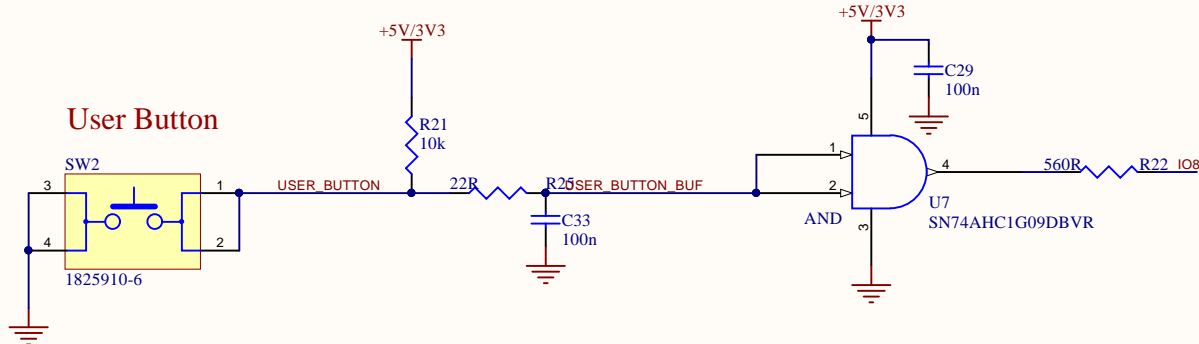 +5V/3V3
+5V/3V3
C29
100n
User Button
R21
10k
5
SW2
3
1
USER_BUTTON
22R
R25
USER_BUTTON_BUF
1
2
4
560R
R22
IO8
4
2
C33
100n
AND
3
U7
SN74AHC1G09DBVR
1825910-6